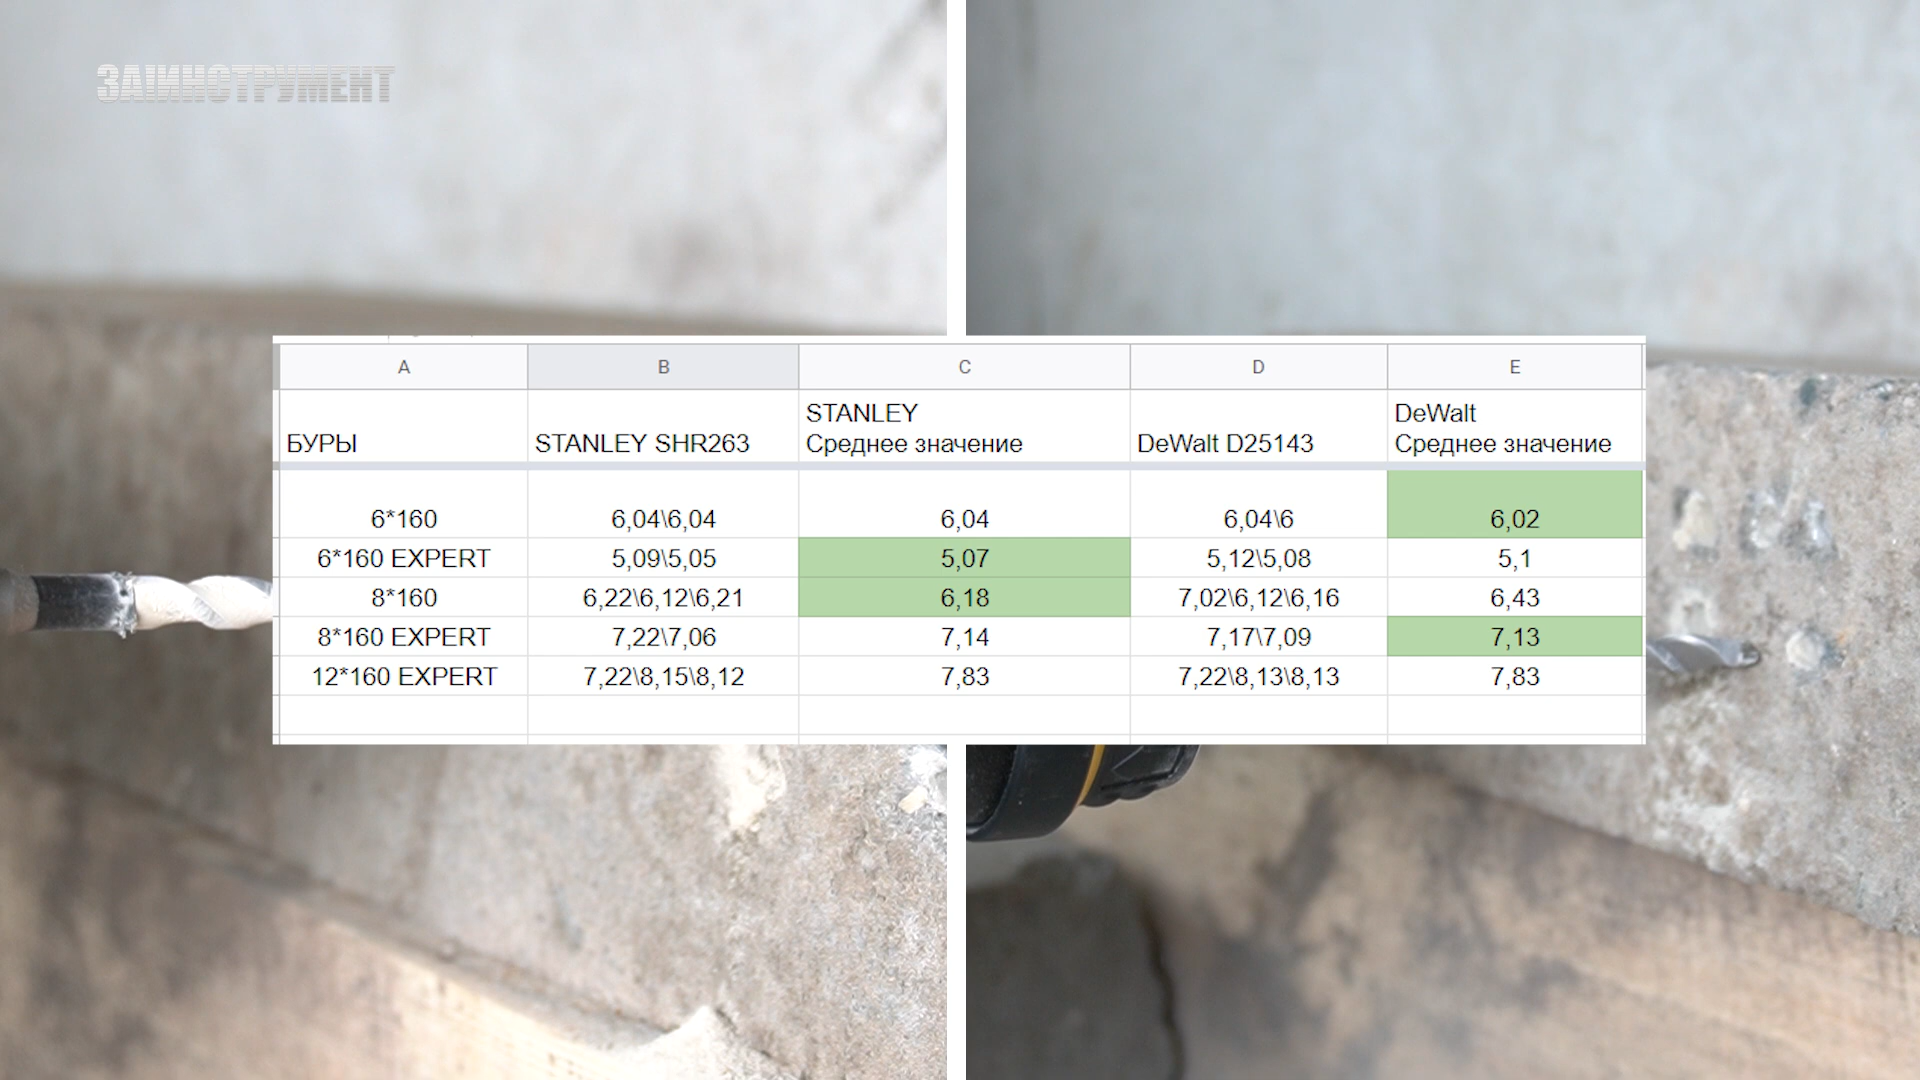 ЗА!ИНСТРУМЕНТ
A B C D E
БУРЫ STANLEY SHR263 STANLEY Среднее значение DeWalt D25143 DeWalt Среднее значение
6*160 6,04\6,04 6,04 6,04\6 6,02
6*160 EXPERT 5,09\5,05 5,07 5,12\5,08 5,1
8*160 6,22\6,12\6,21 6,18 7,02\6,12\6,16 6,43
8*160 EXPERT 7,22\7,06 7,14 7,17\7,09 7,13
12*160 EXPERT 7,22\8,15\8,12 7,83 7,22\8,13\8,13 7,83